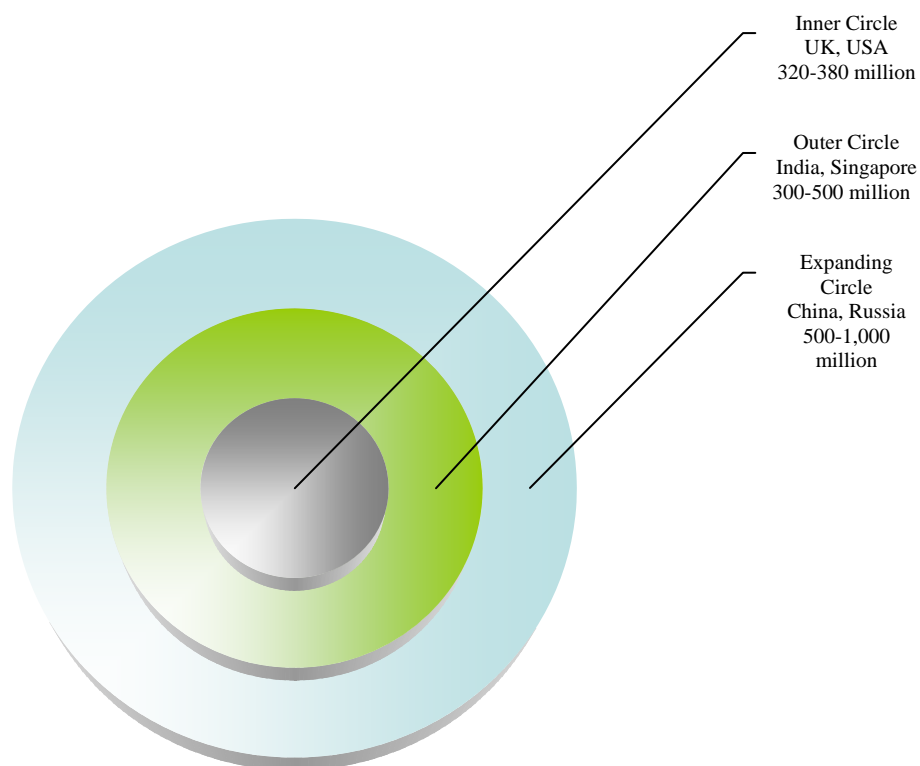 Inner Circle
UK, USA
320-380 million
Outer Circle
India, Singapore
300-500 million
Expanding
Circle
China, Russia
500-1,000
million